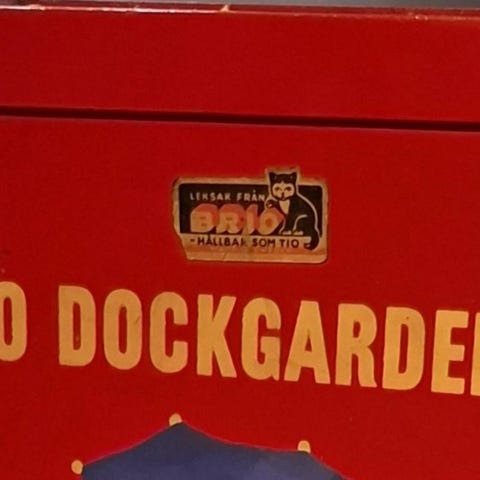 LEKSAK FRÅN
BRIO
- HÅLLBAR SOM TIO -
O DOCKGARDE